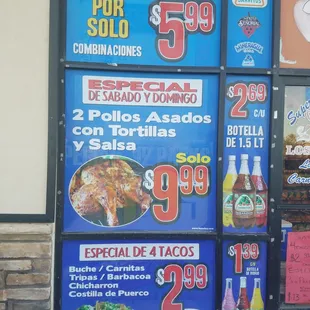 POR
SOLO
COMBINACIONES
$5.99
ESPECIAL
DE SABADO Y DOMINGO
2 Pollos Asados
con Tortillas
y Salsa
Solo
$9.99
$2.69
C/U
BOTELLA
DE 1.5 LT
ESPECIAL DE 4 TACOS
Buche / Carnitas
Tripas / Barbacoa
Chicharron
Costilla de Puerco
$2.99
$1.39
C/U
BOTELLA